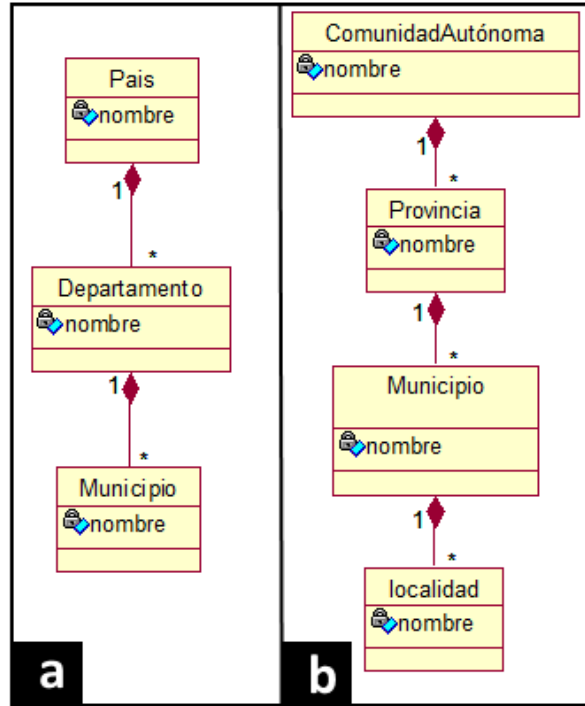 Pais
nombre
1
*
Departamento
nombre
1
*
Municipio
nombre
a
ComunidadAutónoma
nombre
1
*
Provincia
nombre
1
*
Municipio
nombre
1
*
localidad
nombre
b